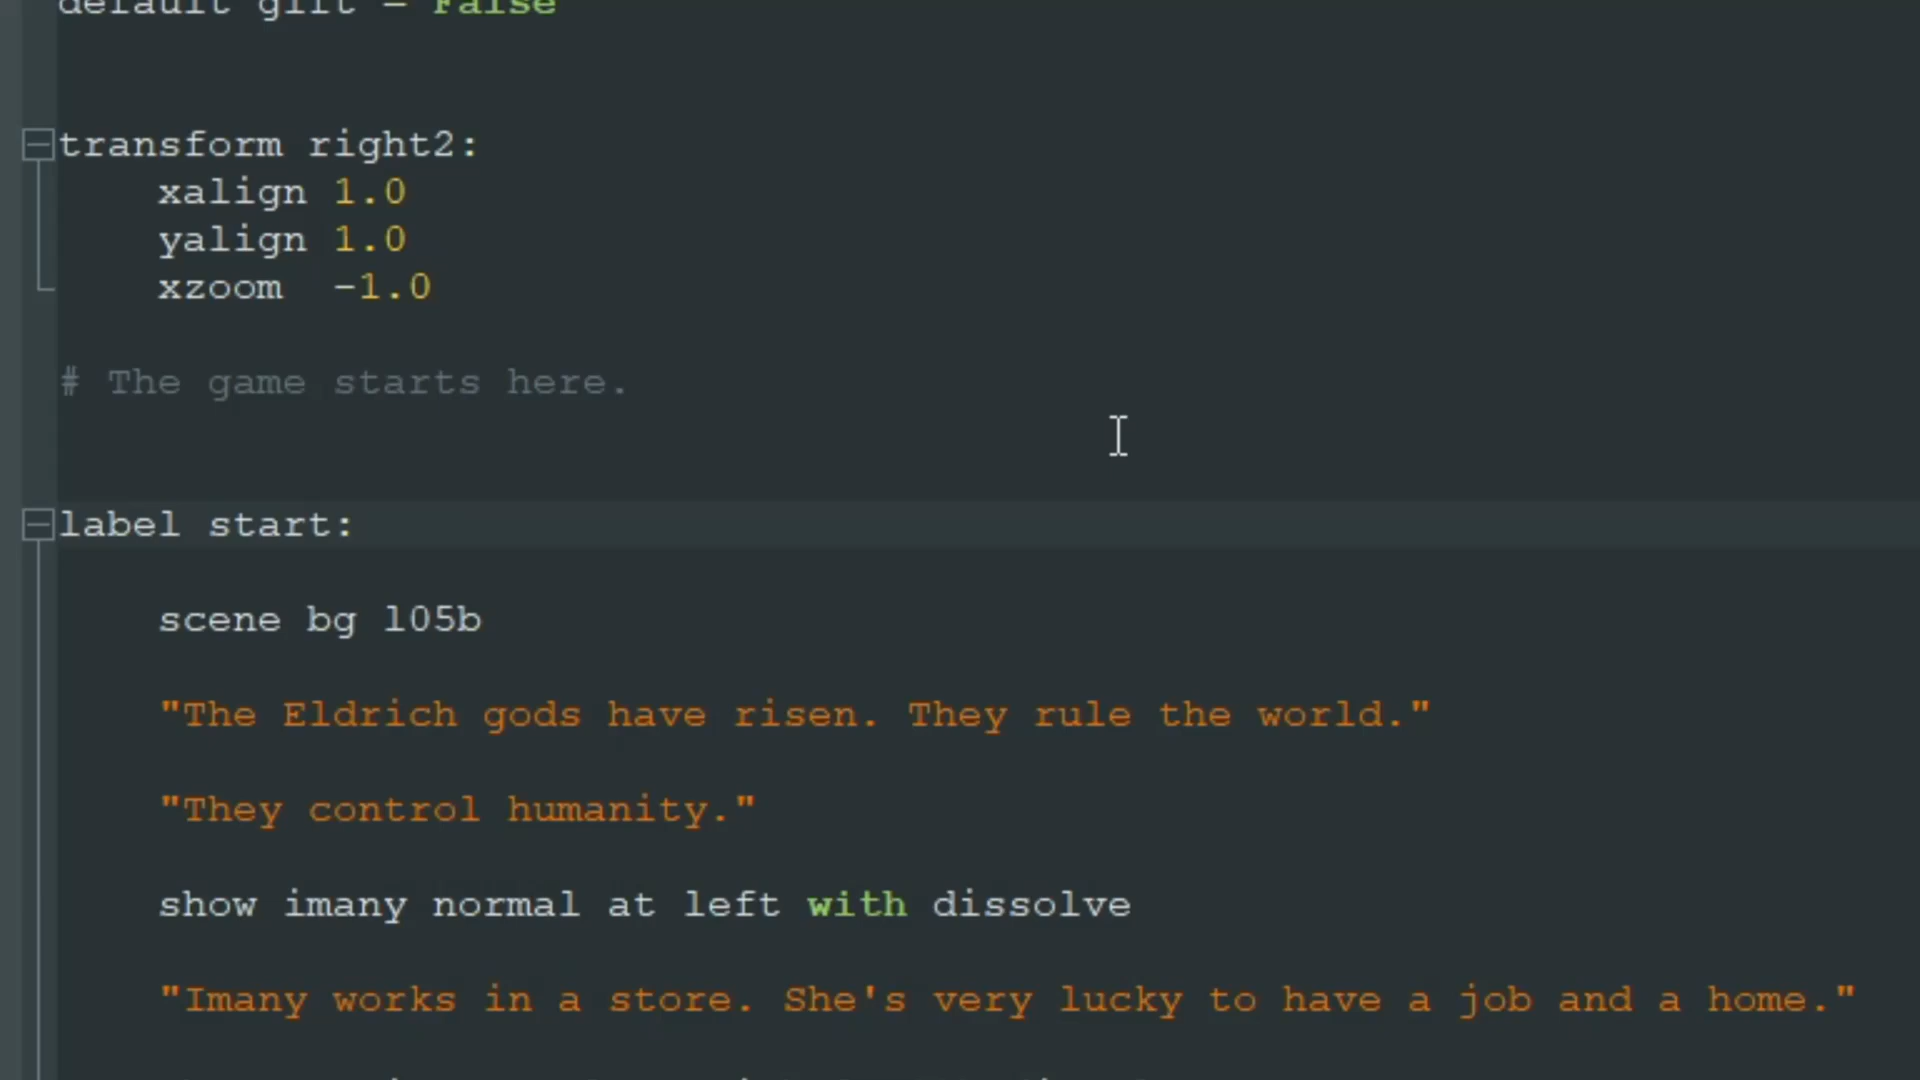 default gift = False
transform right2:
    xalign 1.0
    yalign 1.0
    xzoom  -1.0
# The game starts here.
label start:
    scene bg l05b
    "The Eldrich gods have risen. They rule the world."
    "They control humanity."
    show imany normal at left with dissolve
    "Imany works in a store. She's very lucky to have a job and a home."